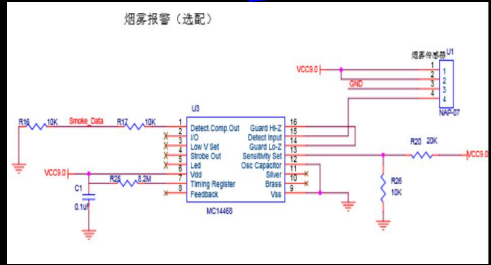 烟雾报警（选配）
烟雾传感器 U1
VCC9.0
1 1
2 2
GND
3 3
4 4
NAP-07
U3
R16 10K
Smoke_Data
R17 10K
1 Detect.Comp.Out Guard Hi-Z 16
2 I/O Detect Input 15
3 Low V Set Guard Lo-Z 14
4 Strobe Out Sensitivity Set 13
5 Led Osc Capacitor 12
6 Vdd Silver 11
7 Timing Register Brass 10
8 Feedback Vss 9
MC14468
R20 20K
VCC9.0
VCC9.0
R25 8.2M
C1
0.1uF
R26
10K